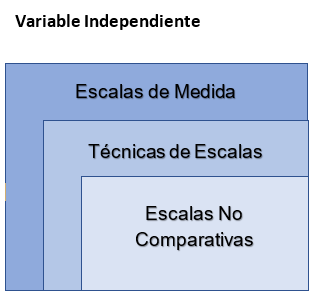 Variable Independiente
Escalas de Medida
Técnicas de Escalas
Escalas No
Comparativas